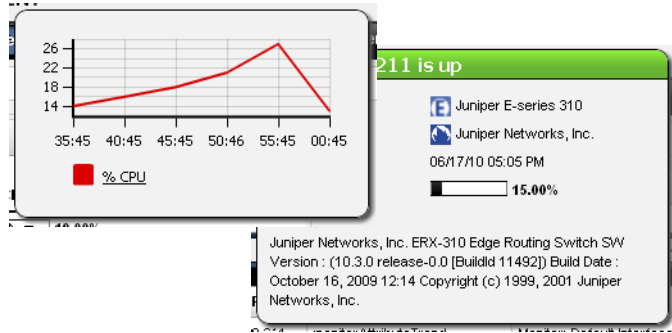 26
22
18
14
35:45 40:45 45:45 50:46 55:45 00:45
% CPU
211 is up
Juniper E-series 310
Juniper Networks, Inc.
06/17/10 05:05 PM
15.00%
Juniper Networks, Inc. ERX-310 Edge Routing Switch SW
Version : (10.3.0 release-0.0 [BuildId 11492]) Build Date :
October 16, 2009 12:14 Copyright (c) 1999, 2001 Juniper
Networks, Inc.